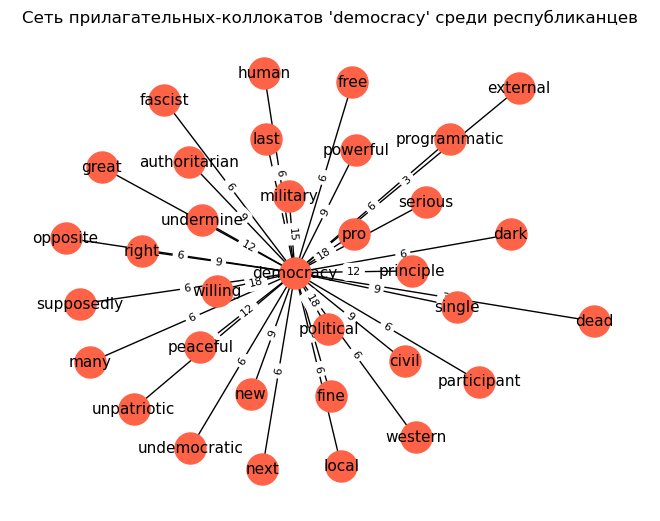 Сеть прилагательных-коллокатов 'democracy' среди республиканцев
human
free
external
fascist
last
programmatic
authoritarian
powerful
great
6
3
6
6
military
serious
6
9
6
undermine
9
opposite
15
pro
dark
right
12
6
6
9
15
18
democracy
12
principle
willing
18
9
supposedly
6
18
single
dead
12
political
9
many
6
peaceful
9
6
6
6
civil
6
participant
unpatriotic
new
6
fine
6
western
undemocratic
next
local